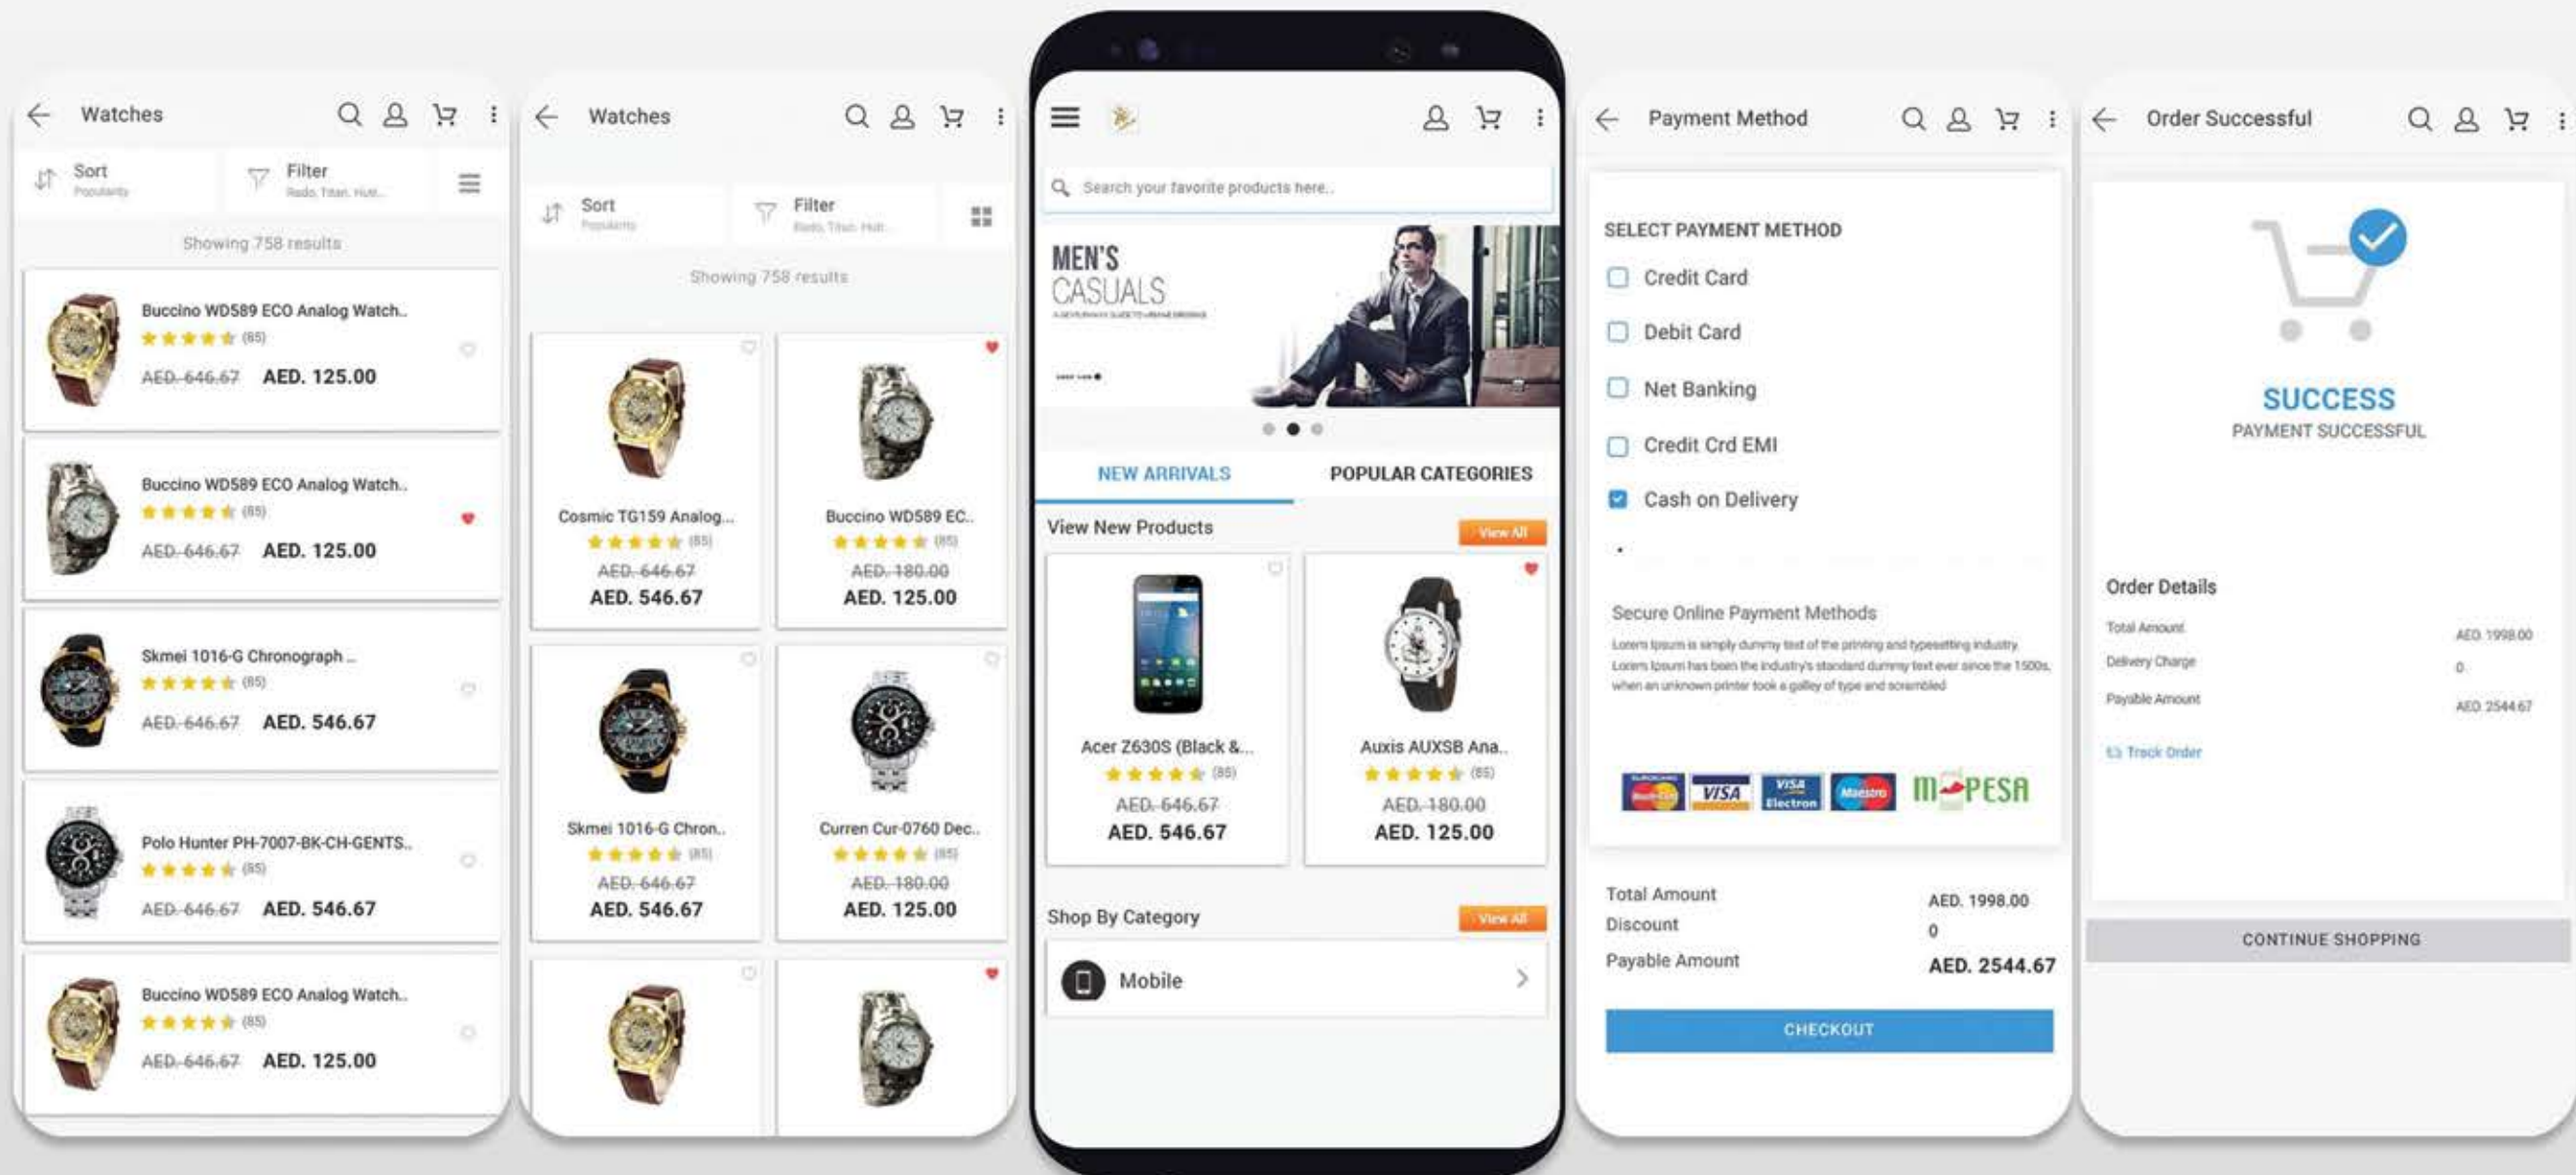 Watches
Sort
Popularity
Filter
Rado, Titan, Hutt...
Showing 758 results
Buccino WD589 ECO Analog Watch..
(85)
AED. 646.67 AED. 125.00
Buccino WD589 ECO Analog Watch..
(85)
AED. 646.67 AED. 125.00
Skmei 1016-G Chronograph ..
(85)
AED. 646.67 AED. 546.67
Polo Hunter PH-7007-BK-CH-GENTS..
(85)
AED. 646.67 AED. 546.67
Buccino WD589 ECO Analog Watch..
(85)
AED. 646.67 AED. 125.00
Watches
Sort
Popularity
Filter
Rado, Titan, Hutt...
Showing 758 results
Cosmic TG159 Analog...
(85)
AED. 646.67
AED. 546.67
Buccino WD589 EC..
(85)
AED. 180.00
AED. 125.00
Skmei 1016-G Chron..
(85)
AED. 646.67
AED. 546.67
Curren Cur-0760 Dec..
(85)
AED. 180.00
AED. 125.00
Search your favorite products here..
MEN'S
CASUALS
NEW ARRIVALS
POPULAR CATEGORIES
View New Products
View All
Acer Z630S (Black &...
(85)
AED. 646.67
AED. 546.67
Auxis AUXSB Ana..
(85)
AED. 180.00
AED. 125.00
Shop By Category
View All
Mobile
Payment Method
SELECT PAYMENT METHOD
Credit Card
Debit Card
Net Banking
Credit Crd EMI
Cash on Delivery
Secure Online Payment Methods
Lorem Ipsum is simply dummy text of the printing and typesetting industry.
Lorem Ipsum has been the industry's standard dummy text ever since the 1500s,
when an unknown printer took a galley of type and scrambled
MasterCard
VISA
VISA Electron
Maestro
M-PESA
Total Amount AED. 1998.00
Discount 0
Payable Amount AED. 2544.67
CHECKOUT
Order Successful
SUCCESS
PAYMENT SUCCESSFUL
Order Details
Total Amount AED. 1998.00
Delivery Charge 0
Payable Amount AED. 2544.67
Track Order
CONTINUE SHOPPING